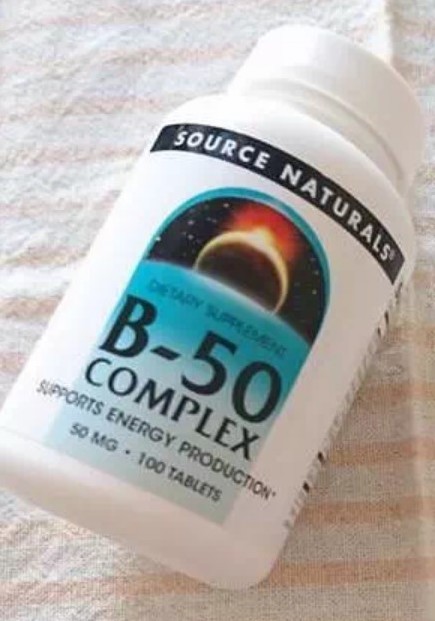 SOURCE NATURALS®
DIETARY SUPPLEMENT
B-50
COMPLEX
SUPPORTS ENERGY PRODUCTION*
50 MG • 100 TABLETS